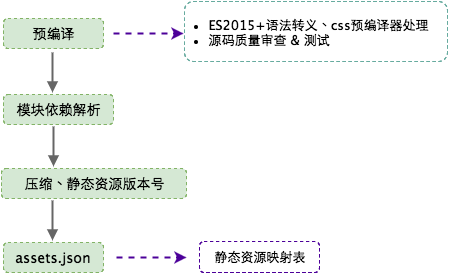 预编译
• ES2015+语法转义、css预编译器处理
• 源码质量审查 & 测试
模块依赖解析
压缩、静态资源版本号
assets.json
静态资源映射表